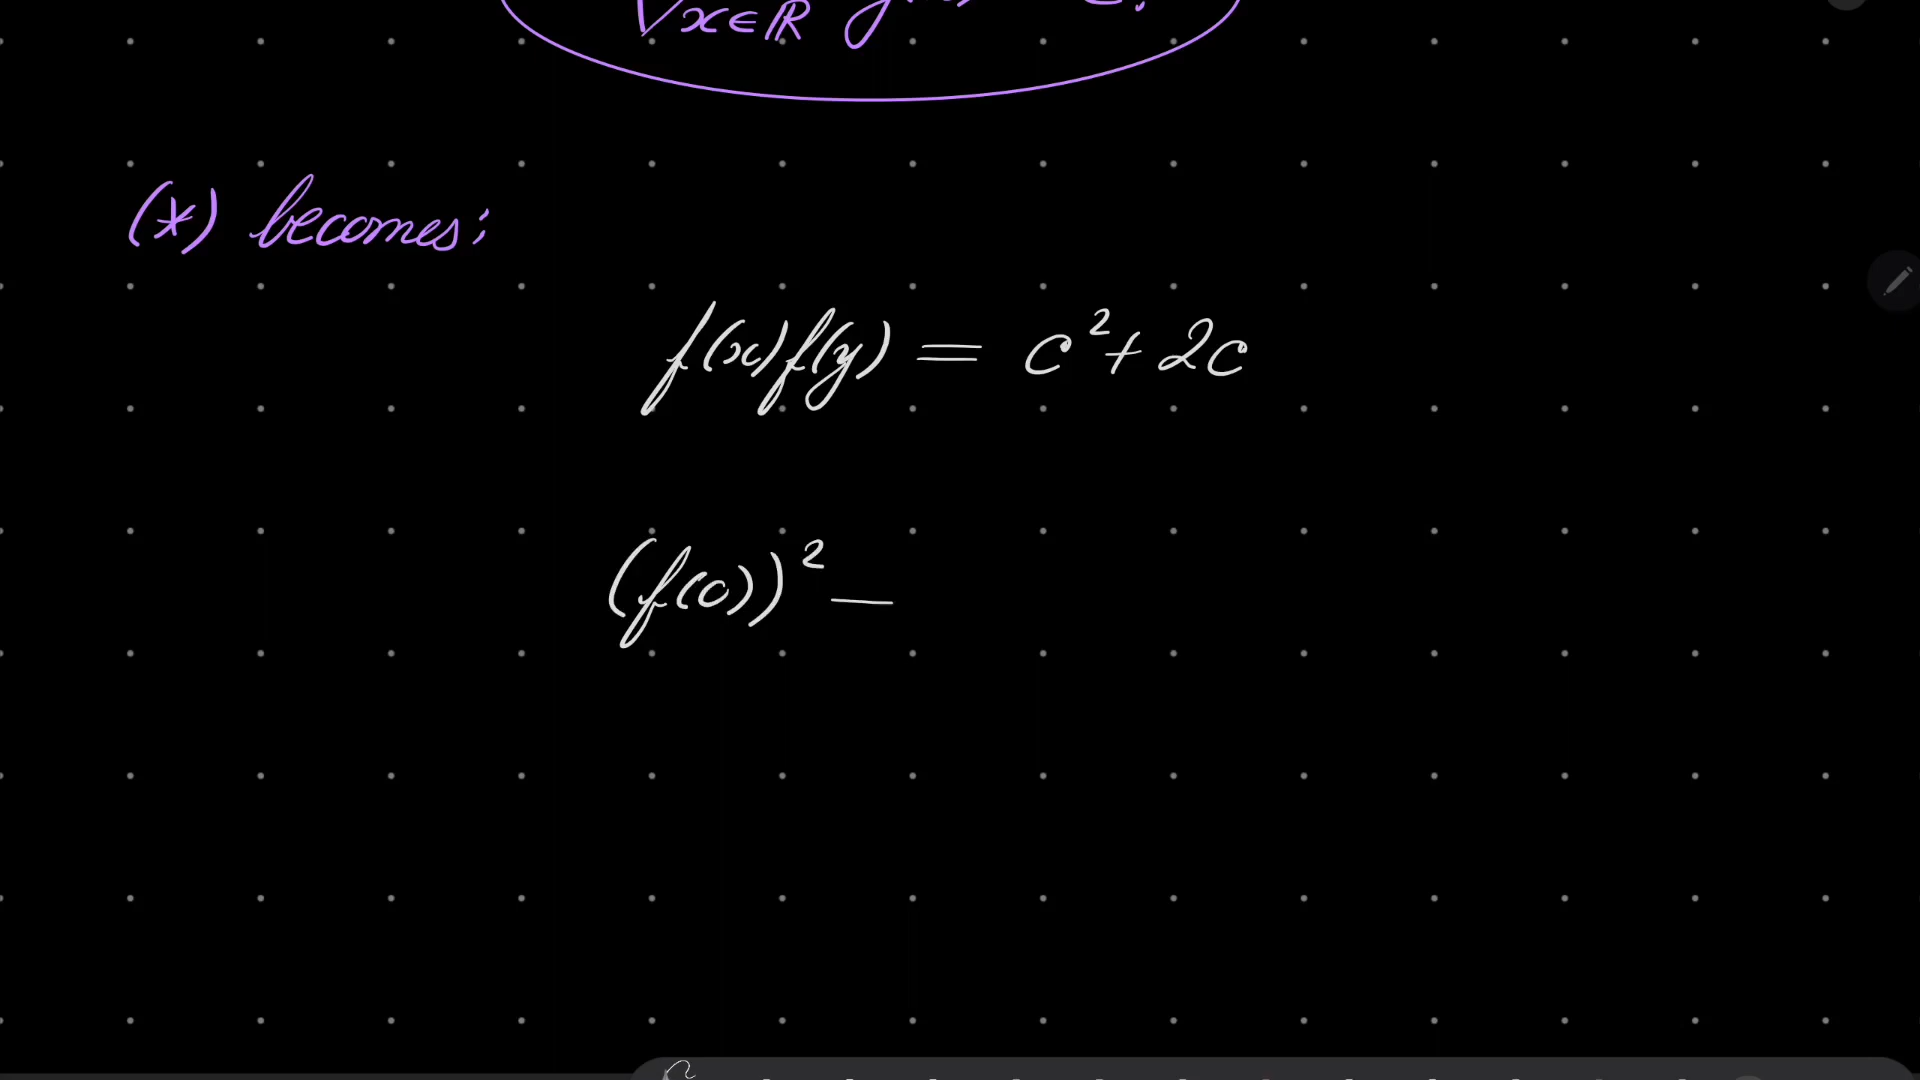 ∀x∈ℝ
(*) becomes:
f(x)f(y) = c² + 2c
(f(0))² —